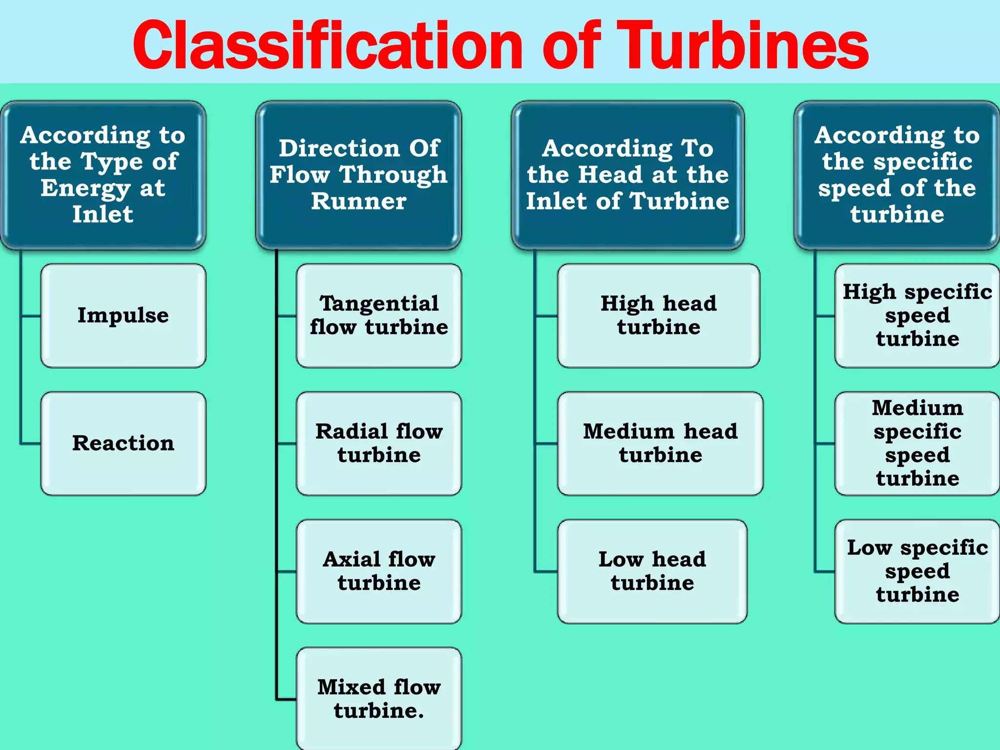 Classification of Turbines
According to
the Type of
Energy at
Inlet
Impulse
Reaction
Direction Of
Flow Through
Runner
Tangential
flow turbine
Radial flow
turbine
Axial flow
turbine
Mixed flow
turbine.
According To
the Head at the
Inlet of Turbine
High head
turbine
Medium head
turbine
Low head
turbine
According to
the specific
speed of the
turbine
High specific
speed
turbine
Medium
specific
speed
turbine
Low specific
speed
turbine